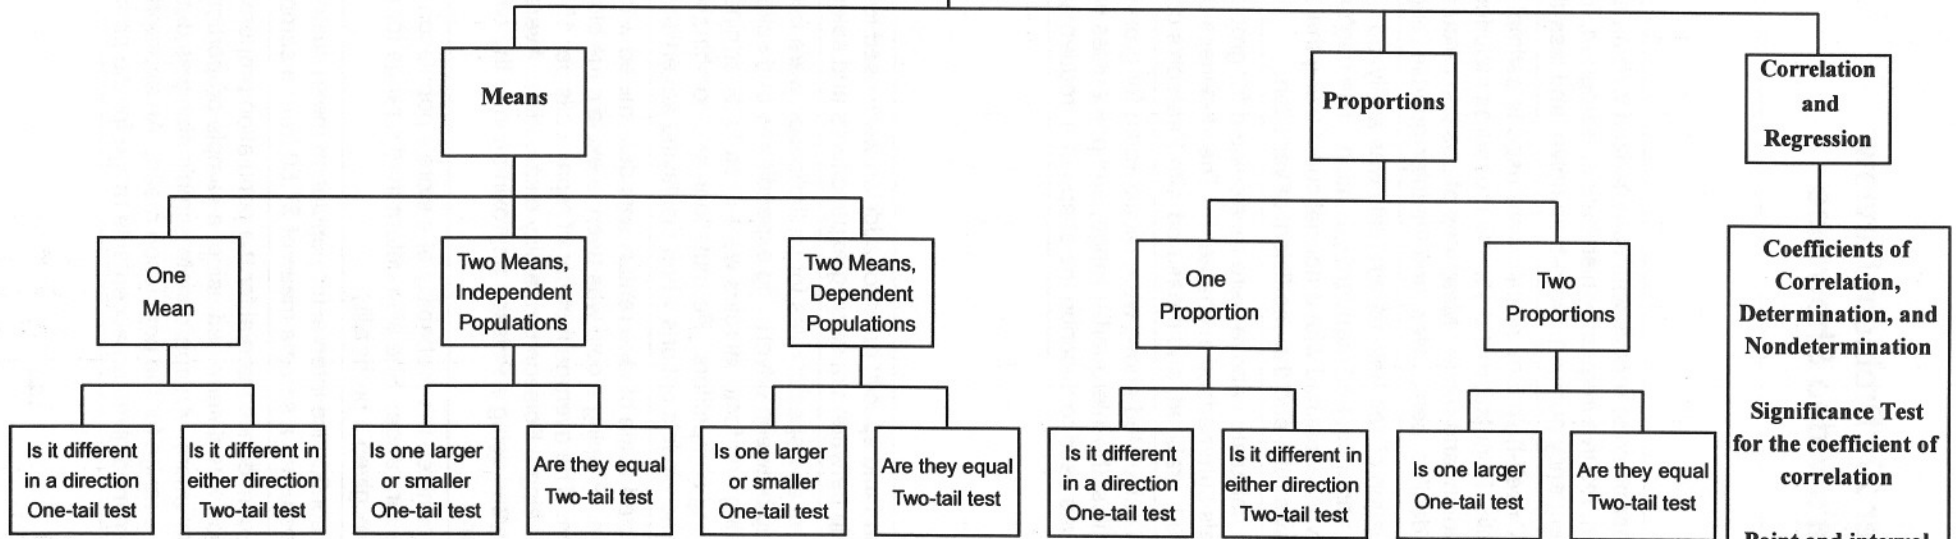 Means
Proportions
Correlation
and
Regression
One
Mean
Two Means,
Independent
Populations
Two Means,
Dependent
Populations
One
Proportion
Two
Proportions
Coefficients of
Correlation,
Determination, and
Nondetermination
Significance Test
for the coefficient of
correlation
Point and interval
Is it different
in a direction
One-tail test
Is it different in
either direction
Two-tail test
Is one larger
or smaller
One-tail test
Are they equal
Two-tail test
Is one larger
or smaller
One-tail test
Are they equal
Two-tail test
Is it different
in a direction
One-tail test
Is it different in
either direction
Two-tail test
Is one larger
One-tail test
Are they equal
Two-tail test